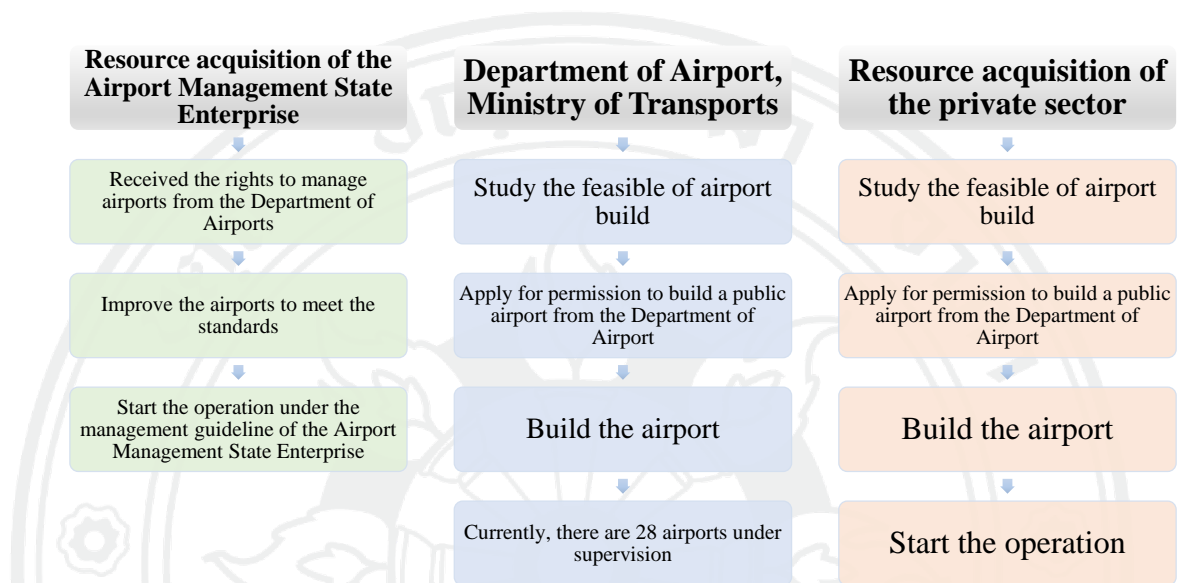 Resource acquisition of the
Airport Management State
Enterprise
Received the rights to manage
airports from the Department of
Airports
Improve the airports to meet the
standards
Start the operation under the
management guideline of the Airport
Management State Enterprise
Department of Airport,
Ministry of Transports
Study the feasible of airport
build
Apply for permission to build a public
airport from the Department of
Airport
Build the airport
Currently, there are 28 airports under
supervision
Resource acquisition of
the private sector
Study the feasible of airport
build
Apply for permission to build a public
airport from the Department of
Airport
Build the airport
Start the operation